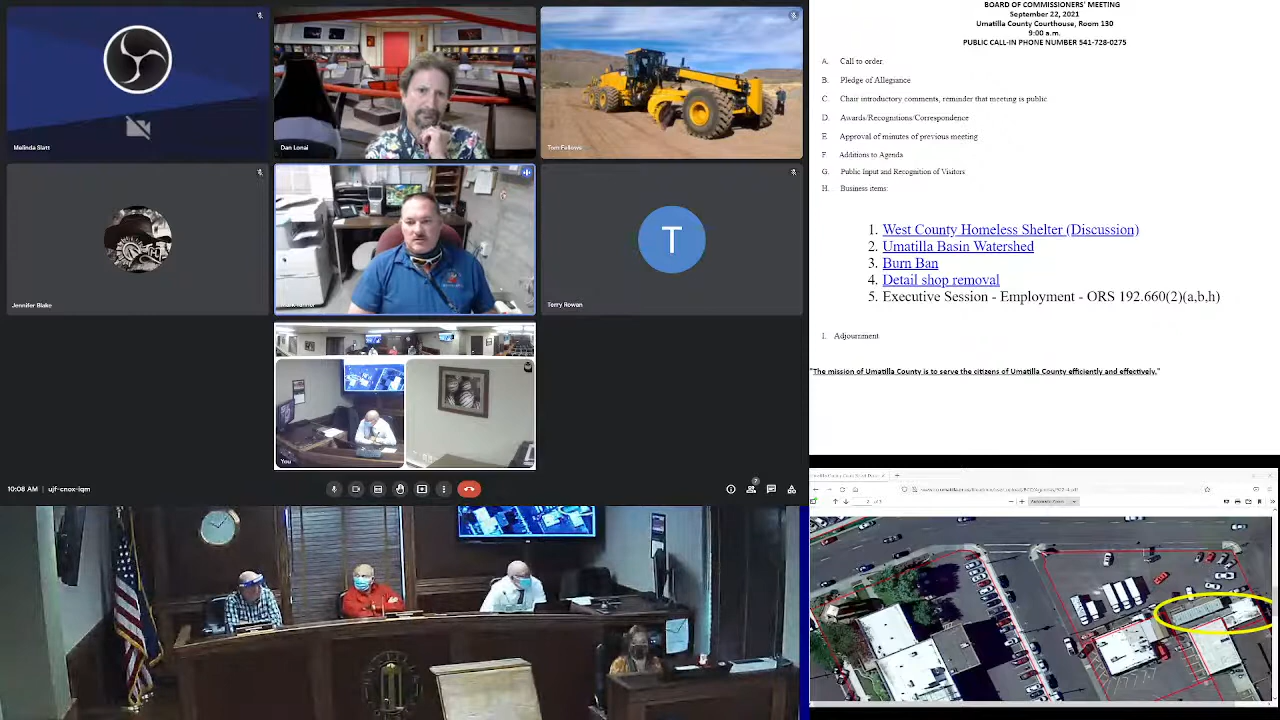 BOARD OF COMMISSIONERS' MEETING
September 22, 2021
Umatilla County Courthouse, Room 130
9:00 a.m.
PUBLIC CALL-IN PHONE NUMBER 541-728-0275
A. Call to order
B. Pledge of Allegiance
C. Chair introductory comments, reminder that meeting is public
D. Awards/Recognitions/Correspondence
E. Approval of minutes of previous meeting
F. Additions to Agenda
G. Public Input and Recognition of Visitors
H. Business items:
1. West County Homeless Shelter (Discussion)
2. Umatilla Basin Watershed
3. Burn Ban
4. Detail shop removal
5. Executive Session - Employment - ORS 192.660(2)(a,b,h)
I. Adjournment
"The mission of Umatilla County is to serve the citizens of Umatilla County efficiently and effectively."
Melinda Slatt
Dan Lonai
Tom Fellows
Jennifer Blake
T
Terry Rowan
You
10:08 AM | ujf-cnox-iqm